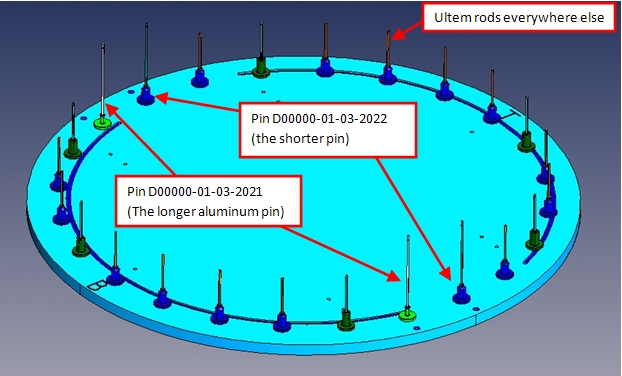 Ultem rods everywhere else
Pin D00000-01-03-2022
(the shorter pin)
Pin D00000-01-03-2021
(The longer aluminum pin)
T
B